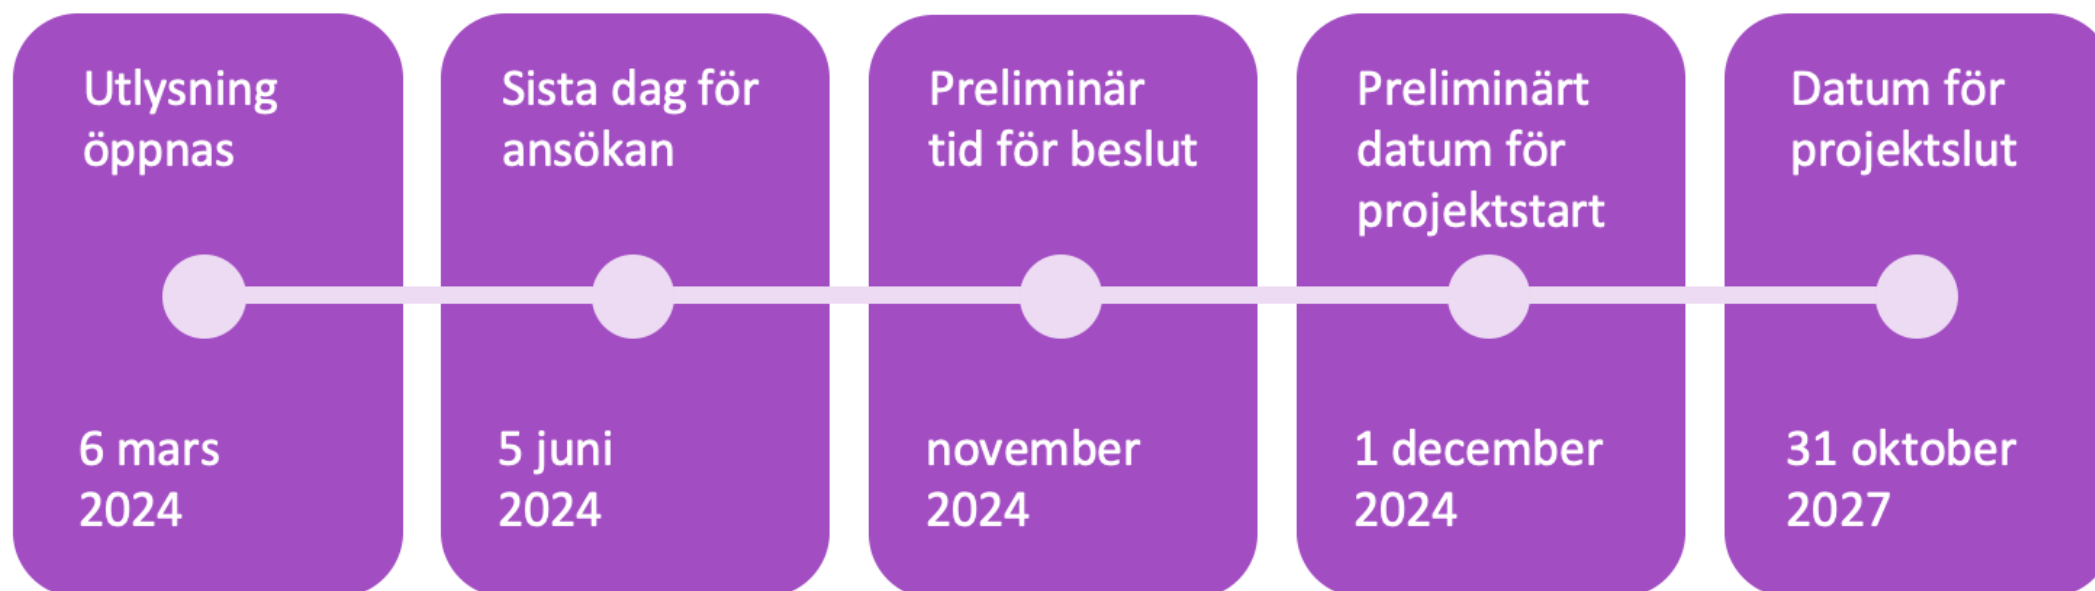 Utlysning
öppnas
6 mars
2024
Sista dag för
ansökan
5 juni
2024
Preliminär
tid för beslut
november
2024
Preliminärt
datum för
projektstart
1 december
2024
Datum för
projektslut
31 oktober
2027